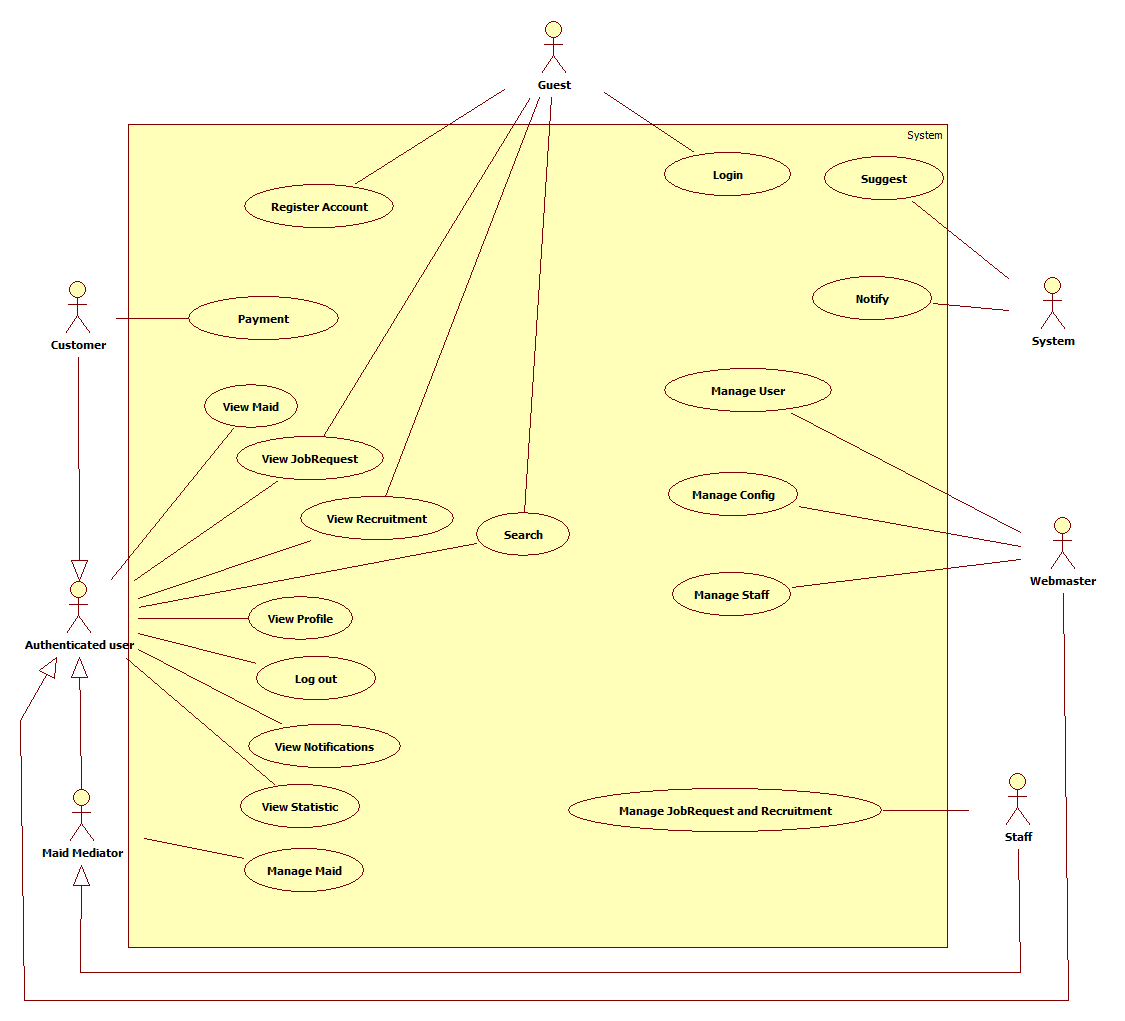 Guest
System
Login
Suggest
Register Account
Notify
Payment
System
Customer
Manage User
View Maid
View JobRequest
Manage Config
View Recruitment
Search
Webmaster
Manage Staff
View Profile
Authenticated user
Log out
View Notifications
View Statistic
Manage JobRequest and Recruitment
Staff
Maid Mediator
Manage Maid